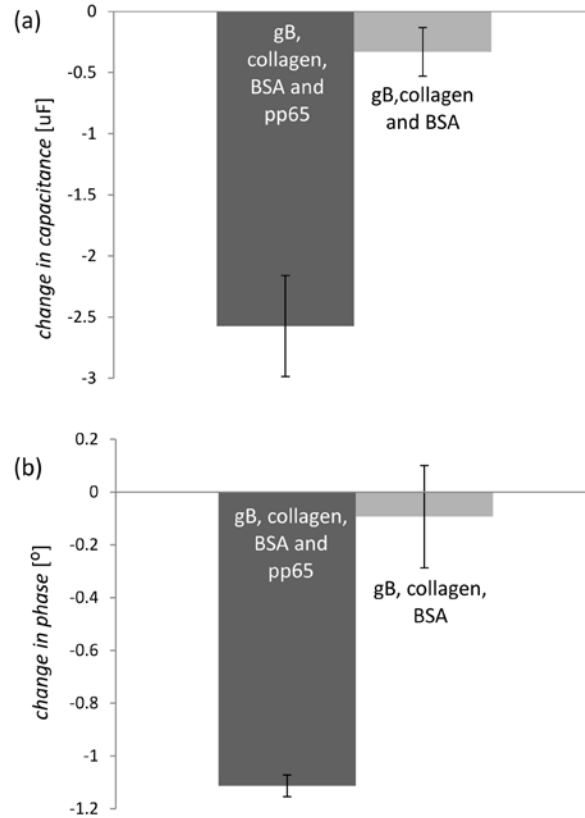 (a)
0
-0.5
-1
-1.5
-2
-2.5
-3
change in capacitance [uF]
gB,
collagen,
BSA and
pp65
gB,collagen
and BSA
(b)
0.2
0
-0.2
-0.4
-0.6
-0.8
-1
-1.2
change in phase [º]
gB, collagen,
BSA and
pp65
gB, collagen,
BSA